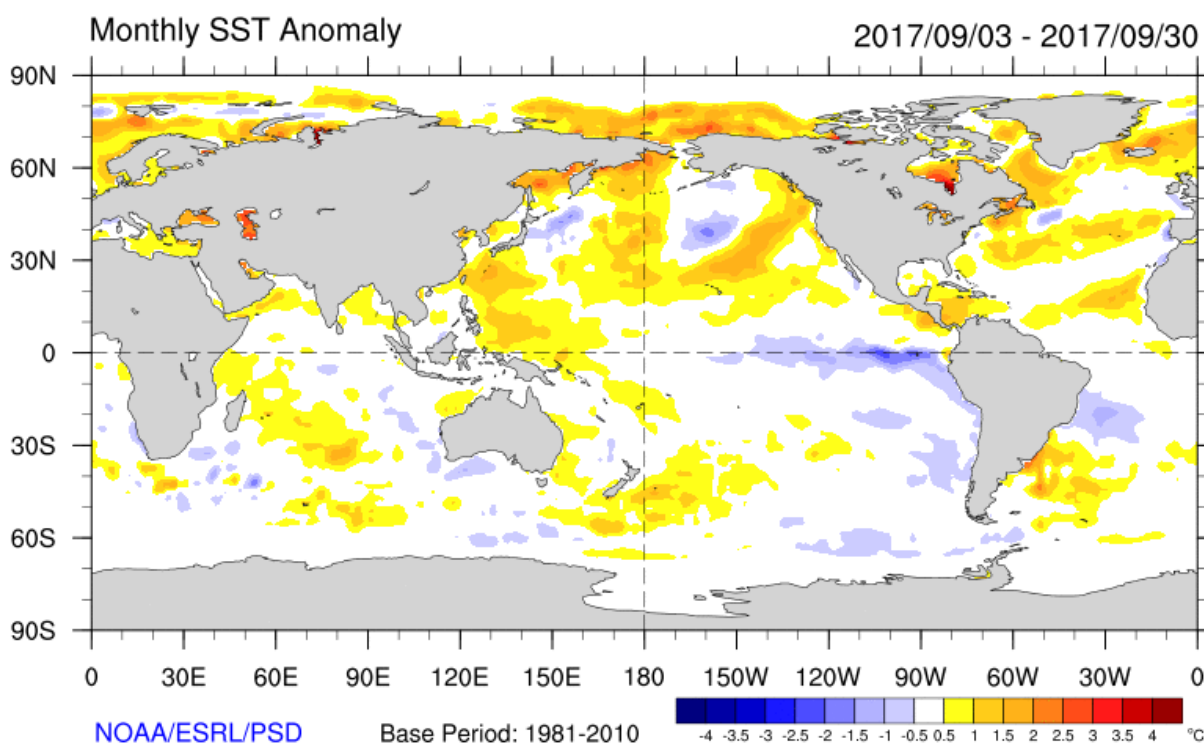 Monthly SST Anomaly 2017/09/03 - 2017/09/30
90N
60N
30N
0
30S
60S
90S
0 30E 60E 90E 120E 150E 180 150W 120W 90W 60W 30W 0
NOAA/ESRL/PSD Base Period: 1981-2010
-4 -3.5 -3 -2.5 -2 -1.5 -1 -0.5 0.5 1 1.5 2 2.5 3 3.5 4 °C